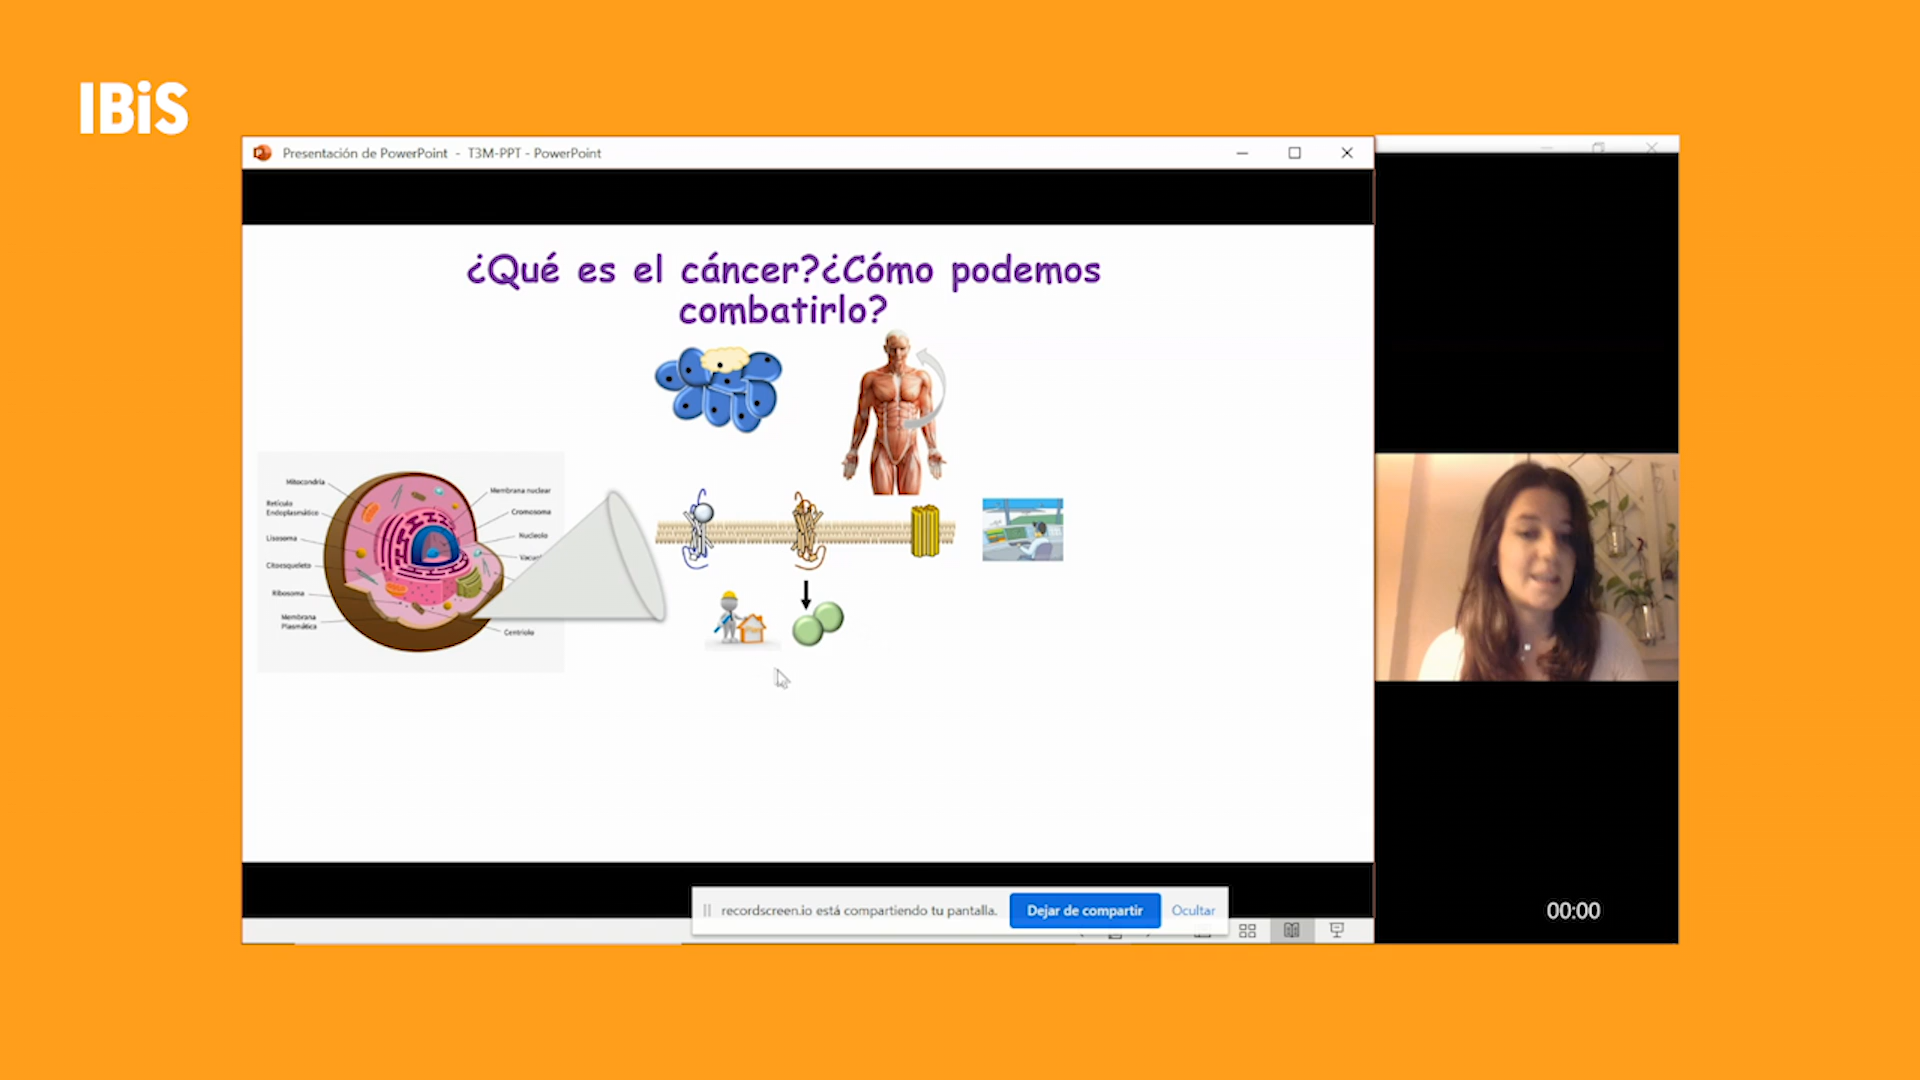 IBiS
Presentación de PowerPoint - T3M-PPT - PowerPoint
¿Qué es el cáncer?¿Cómo podemos
combatirlo?
Mitocondria
Retículo
Endoplasmático
Lisosoma
Citoesqueleto
Ribosoma
Membrana
Plasmática
Membrana nuclear
Cromosoma
Nucleolo
Centriolo
recordscreen.io está compartiendo tu pantalla.
Dejar de compartir
Ocultar
00:00